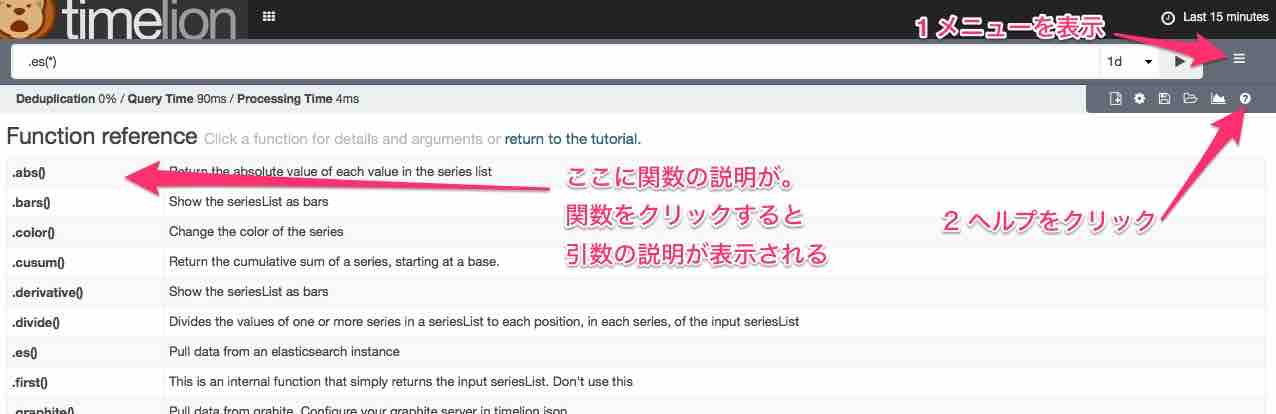 timelion
Last 15 minutes
1 メニューを表示
.es(*)
1d
Deduplication 0% / Query Time 90ms / Processing Time 4ms
Function reference Click a function for details and arguments or return to the tutorial.
.abs() Return the absolute value of each value in the series list
.bars() Show the seriesList as bars
.color() Change the color of the series
.cusum() Return the cumulative sum of a series, starting at a base.
.derivative() Show the seriesList as bars
.divide() Divides the values of one or more series in a seriesList to each position, in each series, of the input seriesList
.es() Pull data from an elasticsearch instance
.first() This is an internal function that simply returns the input seriesList. Don't use this
.graphite() Pull data from grahite. Configure your graphite server in timelion.json
ここに関数の説明が。
関数をクリックすると
引数の説明が表示される
2 ヘルプをクリック